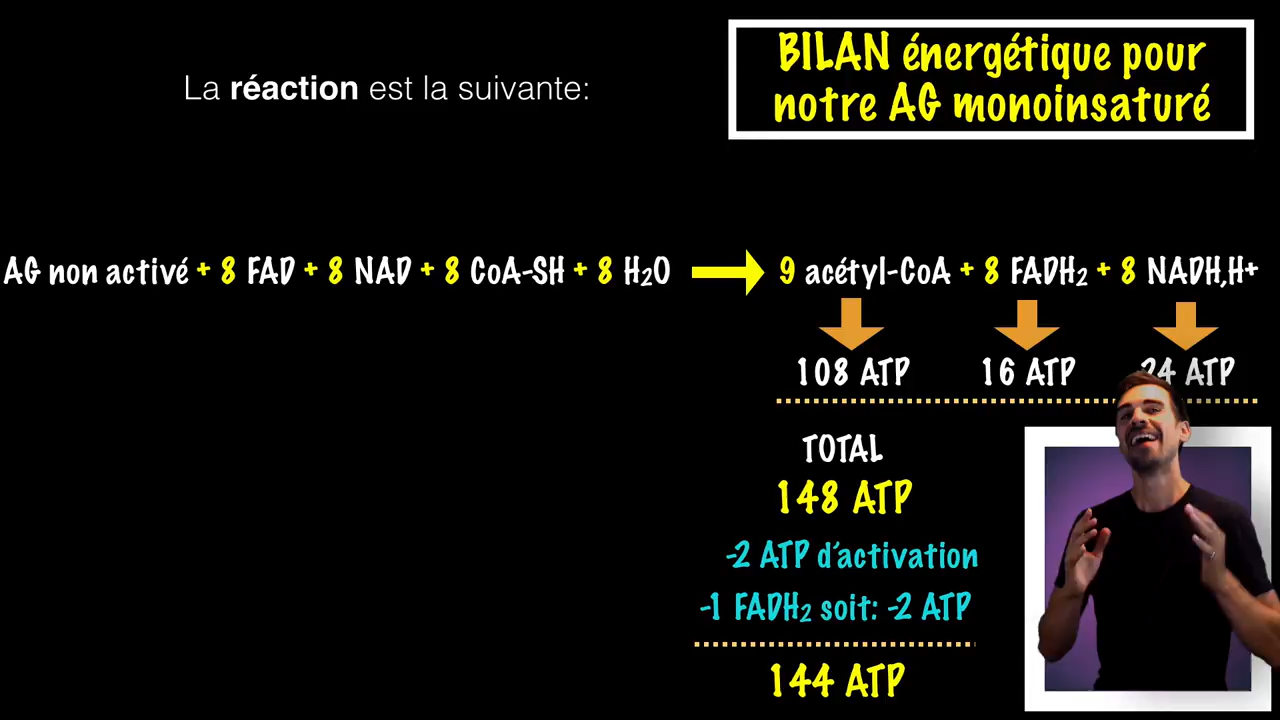 La réaction est la suivante:
BILAN énergétique pour
notre AG monoinsaturé
AG non activé + 8 FAD + 8 NAD + 8 CoA-SH + 8 H₂O
9 acétyl-CoA + 8 FADH₂ + 8 NADH,H+
108 ATP 16 ATP 24 ATP
TOTAL
148 ATP
-2 ATP d'activation
-1 FADH₂ soit: -2 ATP
144 ATP